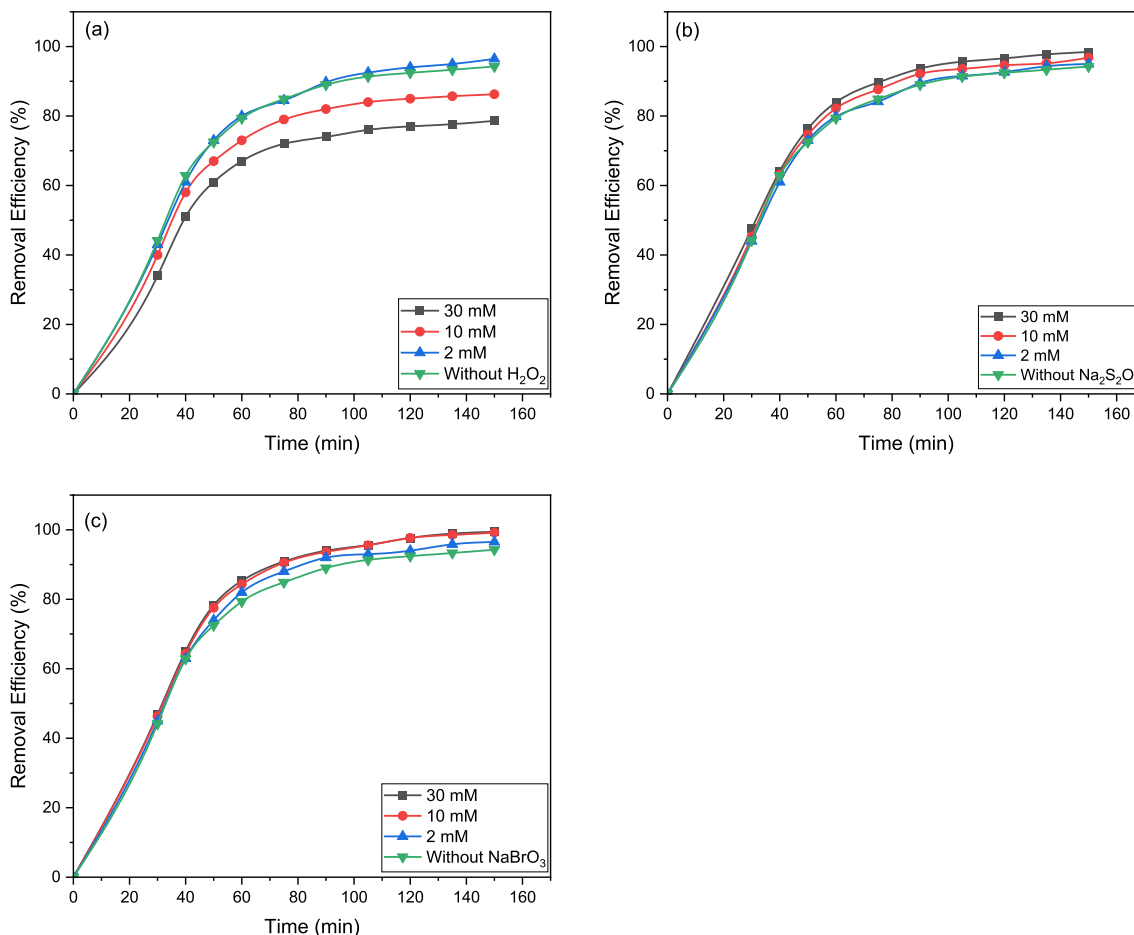 (a)
100
80
60
40
20
0
Removal Efficiency (%)
30 mM
10 mM
2 mM
Without H₂O₂
0 20 40 60 80 100 120 140 160
Time (min)
(b)
100
80
60
40
20
0
Removal Efficiency (%)
30 mM
10 mM
2 mM
Without Na₂S₂O
0 20 40 60 80 100 120 140 160
Time (min)
(c)
100
80
60
40
20
0
Removal Efficiency (%)
30 mM
10 mM
2 mM
Without NaBrO₃
0 20 40 60 80 100 120 140 160
Time (min)